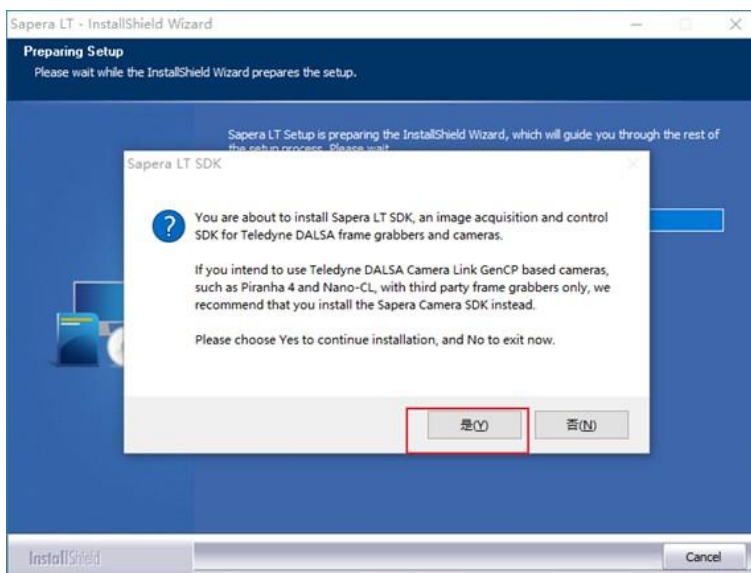 Sapera LT - InstallShield Wizard
Preparing Setup
Please wait while the InstallShield Wizard prepares the setup.
Sapera LT Setup is preparing the InstallShield Wizard, which will guide you through the rest of
the setup process. Please wait.
Sapera LT SDK
You are about to install Sapera LT SDK, an image acquisition and control
SDK for Teledyne DALSA frame grabbers and cameras.
If you intend to use Teledyne DALSA Camera Link GenCP based cameras,
such as Piranha 4 and Nano-CL, with third party frame grabbers only, we
recommend that you install the Sapera Camera SDK instead.
Please choose Yes to continue installation, and No to exit now.
是(Y)
否(N)
InstallShield
Cancel